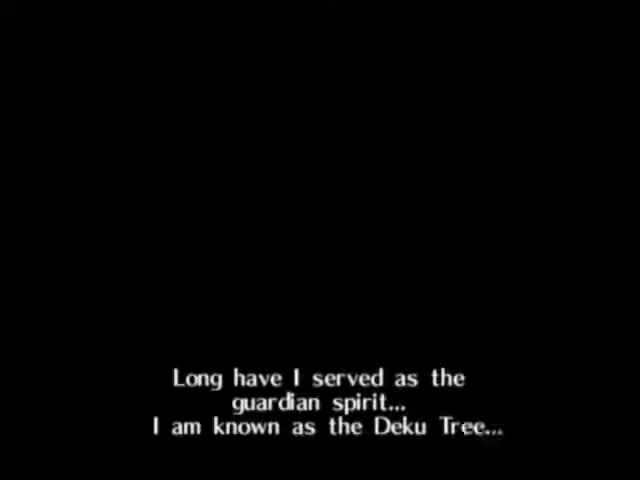 Long have I served as the
guardian spirit...
I am known as the Deku Tree...